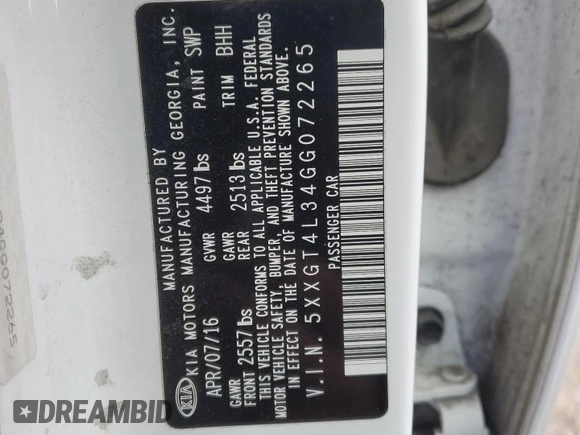 MANUFACTURED BY
KIA MOTORS MANUFACTURING GEORGIA, INC.
KIA
APR/07/16 GVWR 4497 lbs PAINT SWP
GAWR FRONT 2557 lbs GAWR REAR 2513 lbs TRIM BHH
THIS VEHICLE CONFORMS TO ALL APPLICABLE U.S.A. FEDERAL
MOTOR VEHICLE SAFETY, BUMPER, AND THEFT PREVENTION STANDARDS
IN EFFECT ON THE DATE OF MANUFACTURE SHOWN ABOVE.
V.I.N. 5XXGT4L34GG072265
PASSENGER CAR
34GG072265
DREAMBID